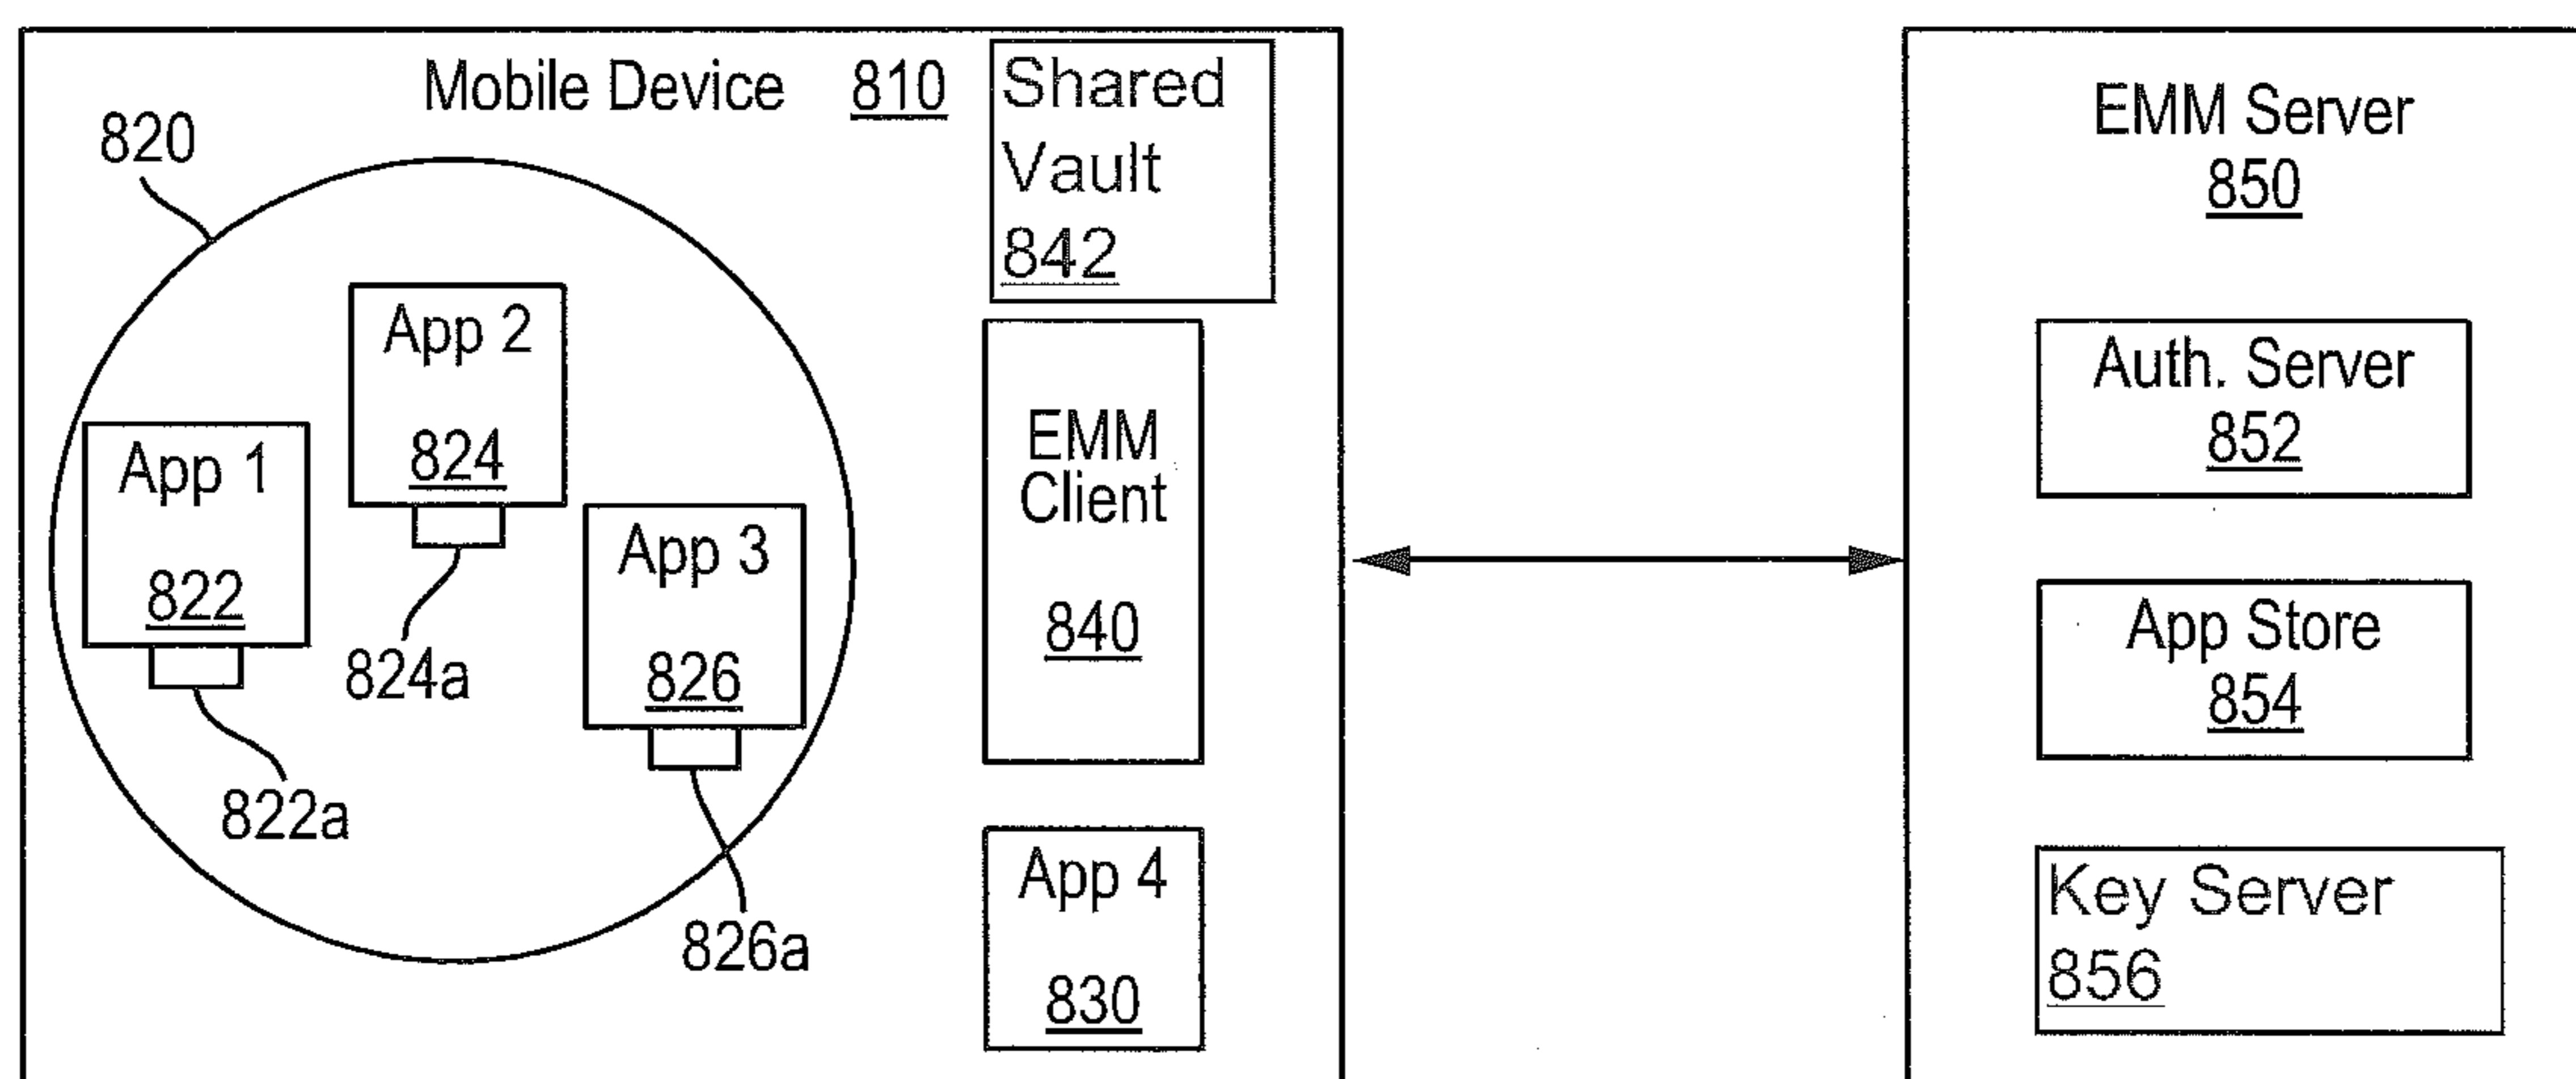 Mobile Device 810
820
Shared
Vault
842
App 2
824
824a
App 1
822
822a
App 3
826
826a
EMM
Client
840
App 4
830
EMM Server
850
Auth. Server
852
App Store
854
Key Server
856